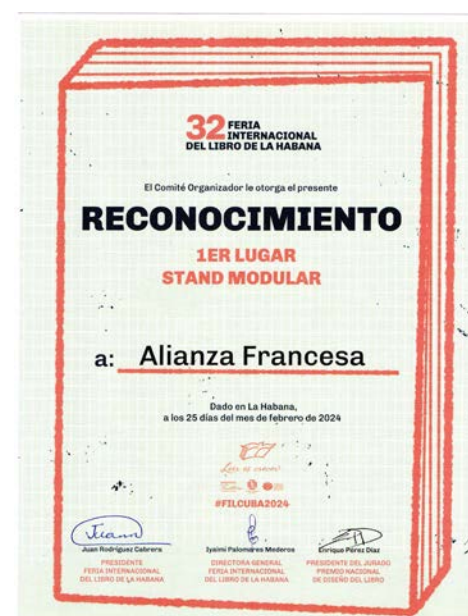 32 FERIA
INTERNACIONAL
DEL LIBRO DE LA HABANA
El Comité Organizador le otorga el presente
RECONOCIMIENTO
1ER LUGAR
STAND MODULAR
a: Alianza Francesa
Dado en La Habana,
a los 25 días del mes de febrero de 2024
Leer es crecer
#FILCUBA2024
Juan Rodríguez Cabrera
PRESIDENTE
FERIA INTERNACIONAL
DEL LIBRO DE LA HABANA
Iyaimi Palomares Mederos
DIRECTORA GENERAL
FERIA INTERNACIONAL
DEL LIBRO DE LA HABANA
Enrique Pérez Díaz
PRESIDENTE DEL JURADO
PREMIO NACIONAL
DE DISEÑO DEL LIBRO